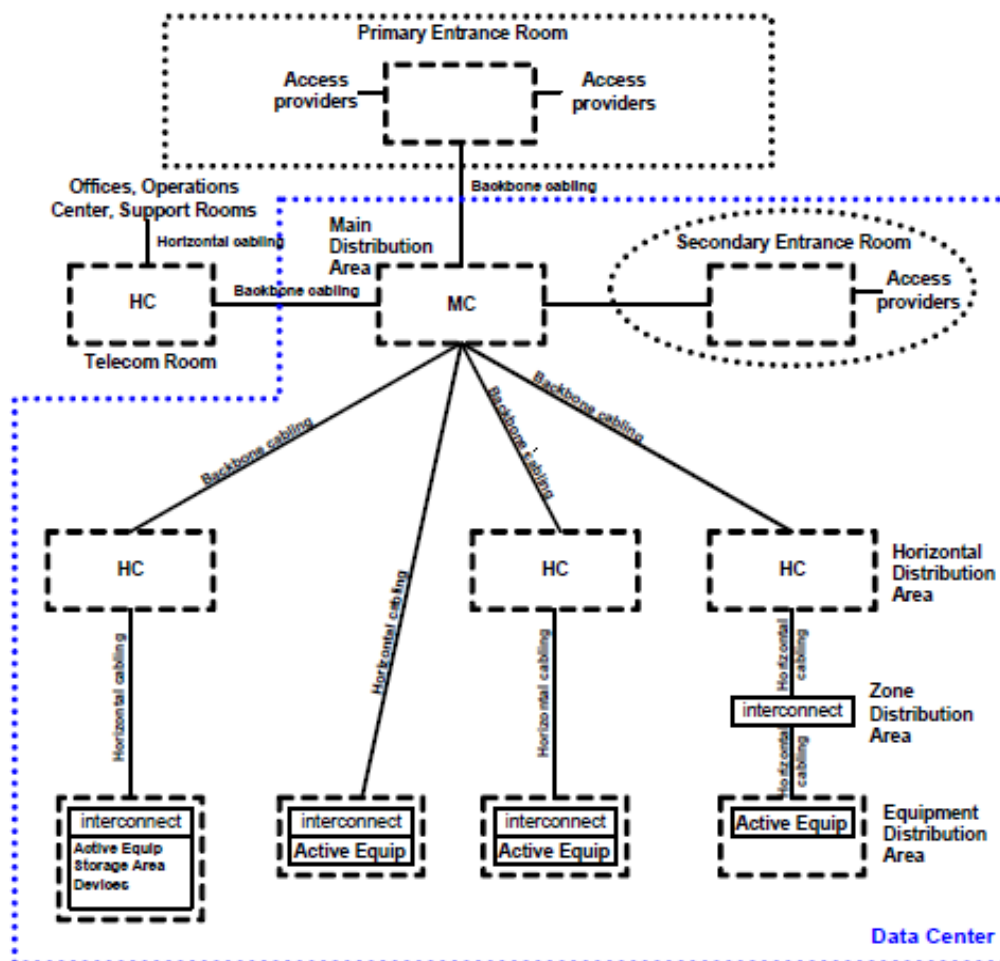 Primary Entrance Room
Access
providers
Access
providers
Backbone cabling
Offices, Operations
Center, Support Rooms
Horizontal cabling
Main
Distribution
Area
Secondary Entrance Room
Access
providers
HC
Backbone cabling
MC
Telecom Room
Backbone cabling
Horizontal cabling
Backbone cabling
Backbone cabling
HC
HC
HC
Horizontal
Distribution
Area
Horizontal cabling
Horizontal cabling
Horizontal
cabling
interconnect
Zone
Distribution
Area
Horizontal
cabling
interconnect
Active Equip
Storage Area
Devices
interconnect
Active Equip
interconnect
Active Equip
Active Equip
Equipment
Distribution
Area
Data Center